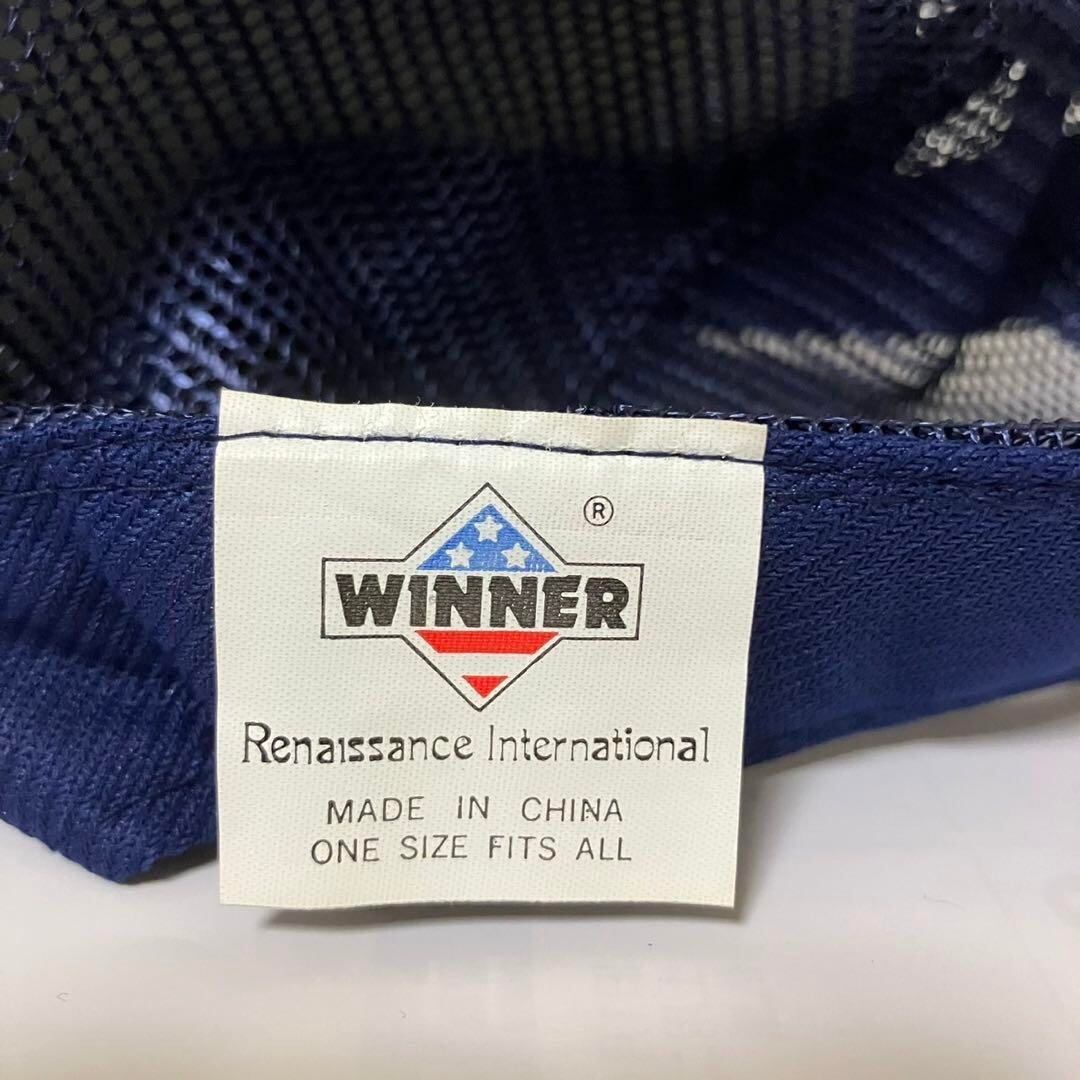 ®
WINNER
Renaissance International
MADE IN CHINA
ONE SIZE FITS ALL